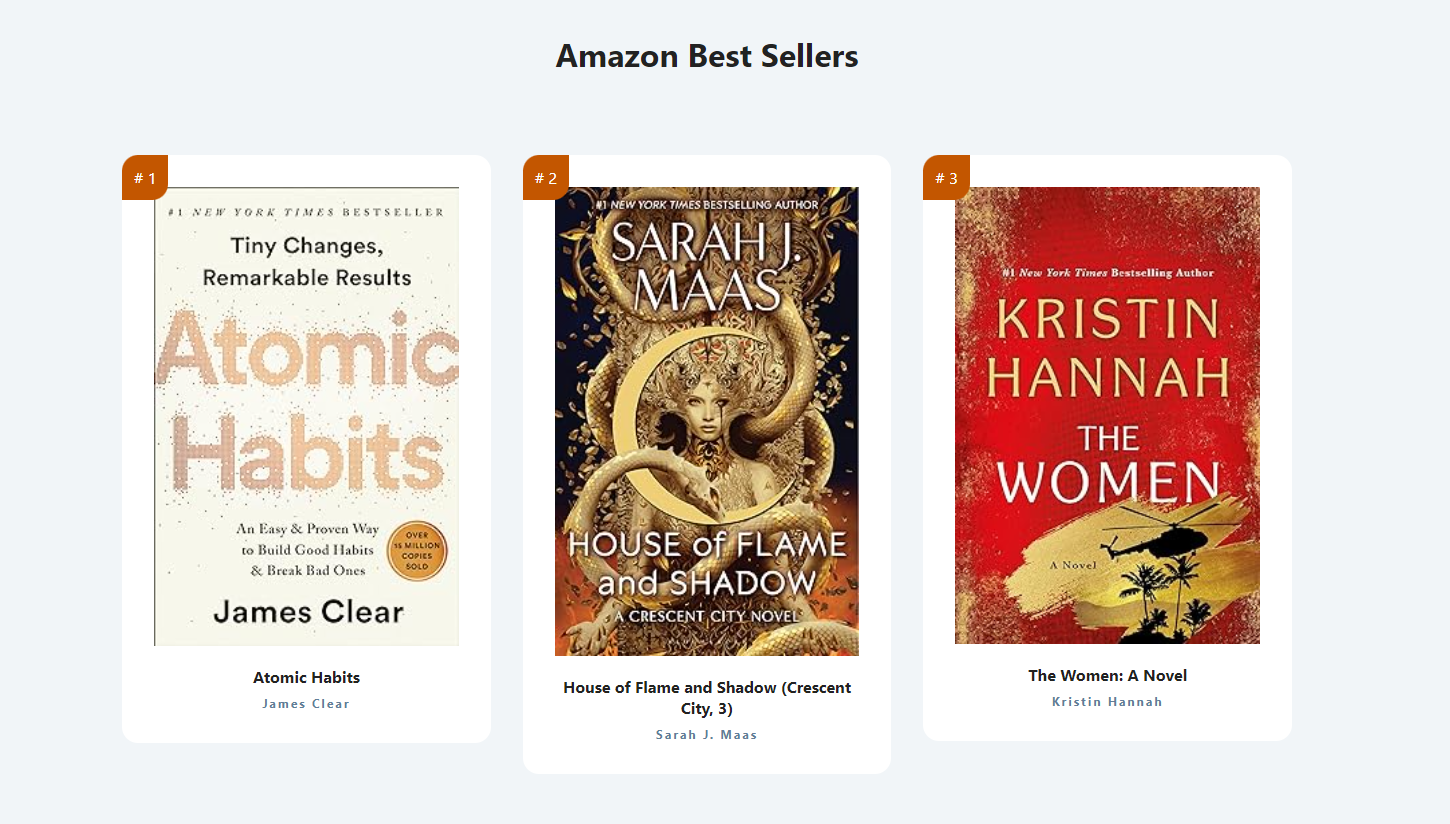 Amazon Best Sellers
# 1
#1 NEW YORK TIMES BESTSELLER
Tiny Changes,
Remarkable Results
Atomic
Habits
An Easy & Proven Way
to Build Good Habits
& Break Bad Ones
OVER
15 MILLION
COPIES
SOLD
James Clear
Atomic Habits
James Clear
# 2
#1 NEW YORK TIMES BESTSELLING AUTHOR
SARAH J.
MAAS
HOUSE of FLAME
and SHADOW
A CRESCENT CITY NOVEL
House of Flame and Shadow (Crescent
City, 3)
Sarah J. Maas
# 3
#1 New York Times Bestselling Author
KRISTIN
HANNAH
THE
WOMEN
A Novel
The Women: A Novel
Kristin Hannah